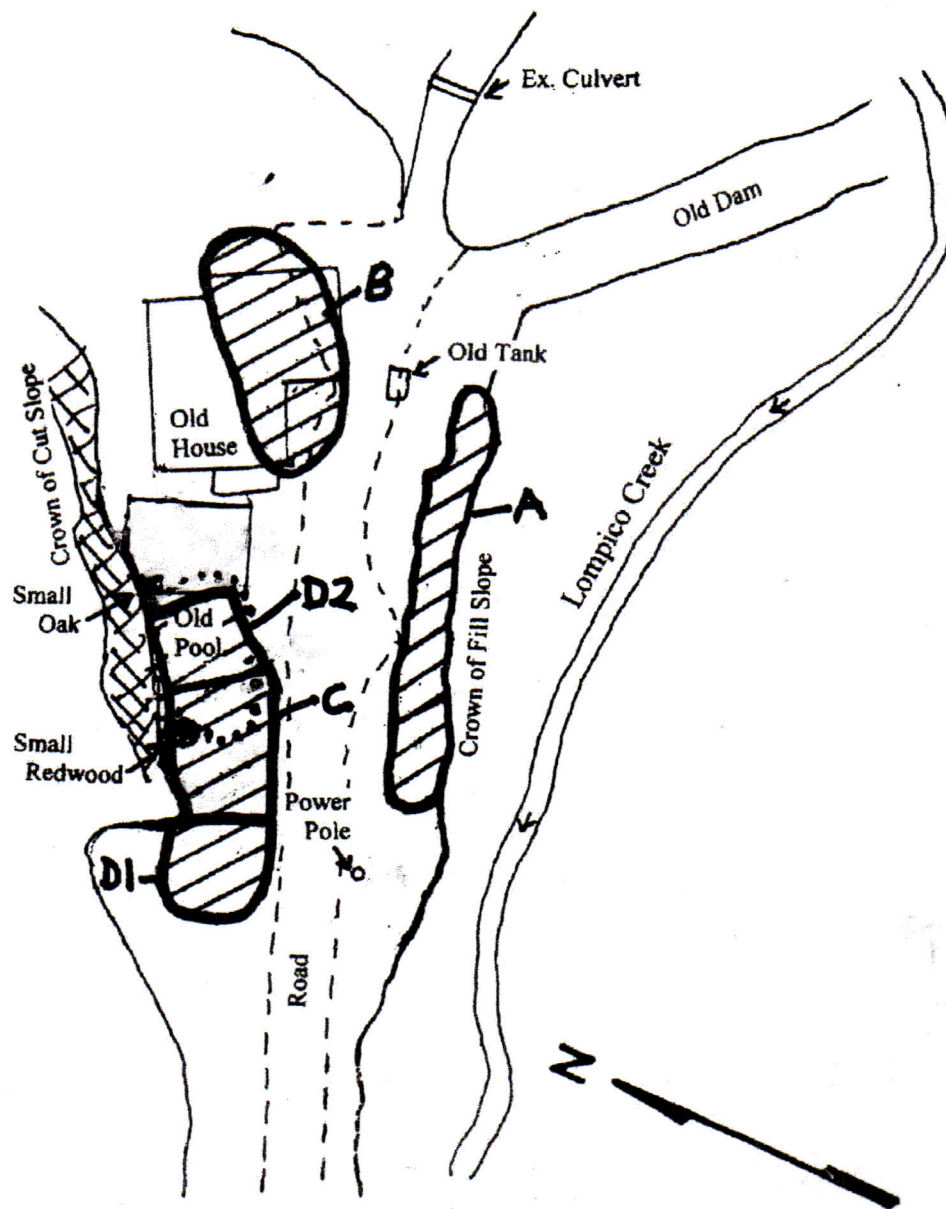 Ex. Culvert
Old Dam
B
Old Tank
Crown of Cut Slope
Old
House
A
Lompico Creek
Small
Oak
D2
Old
Pool
Crown of Fill Slope
C
Small
Redwood
Power
Pole
D1
Road
N